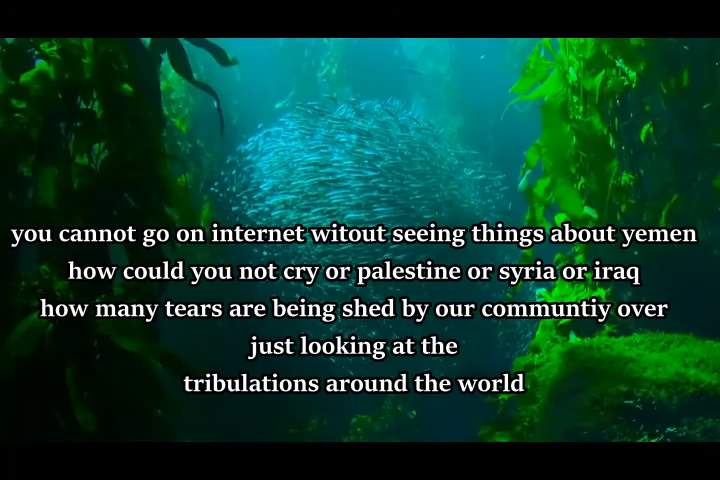 you cannot go on internet witout seeing things about yemen
how could you not cry or palestine or syria or iraq
how many tears are being shed by our communtiy over
just looking at the
tribulations around the world